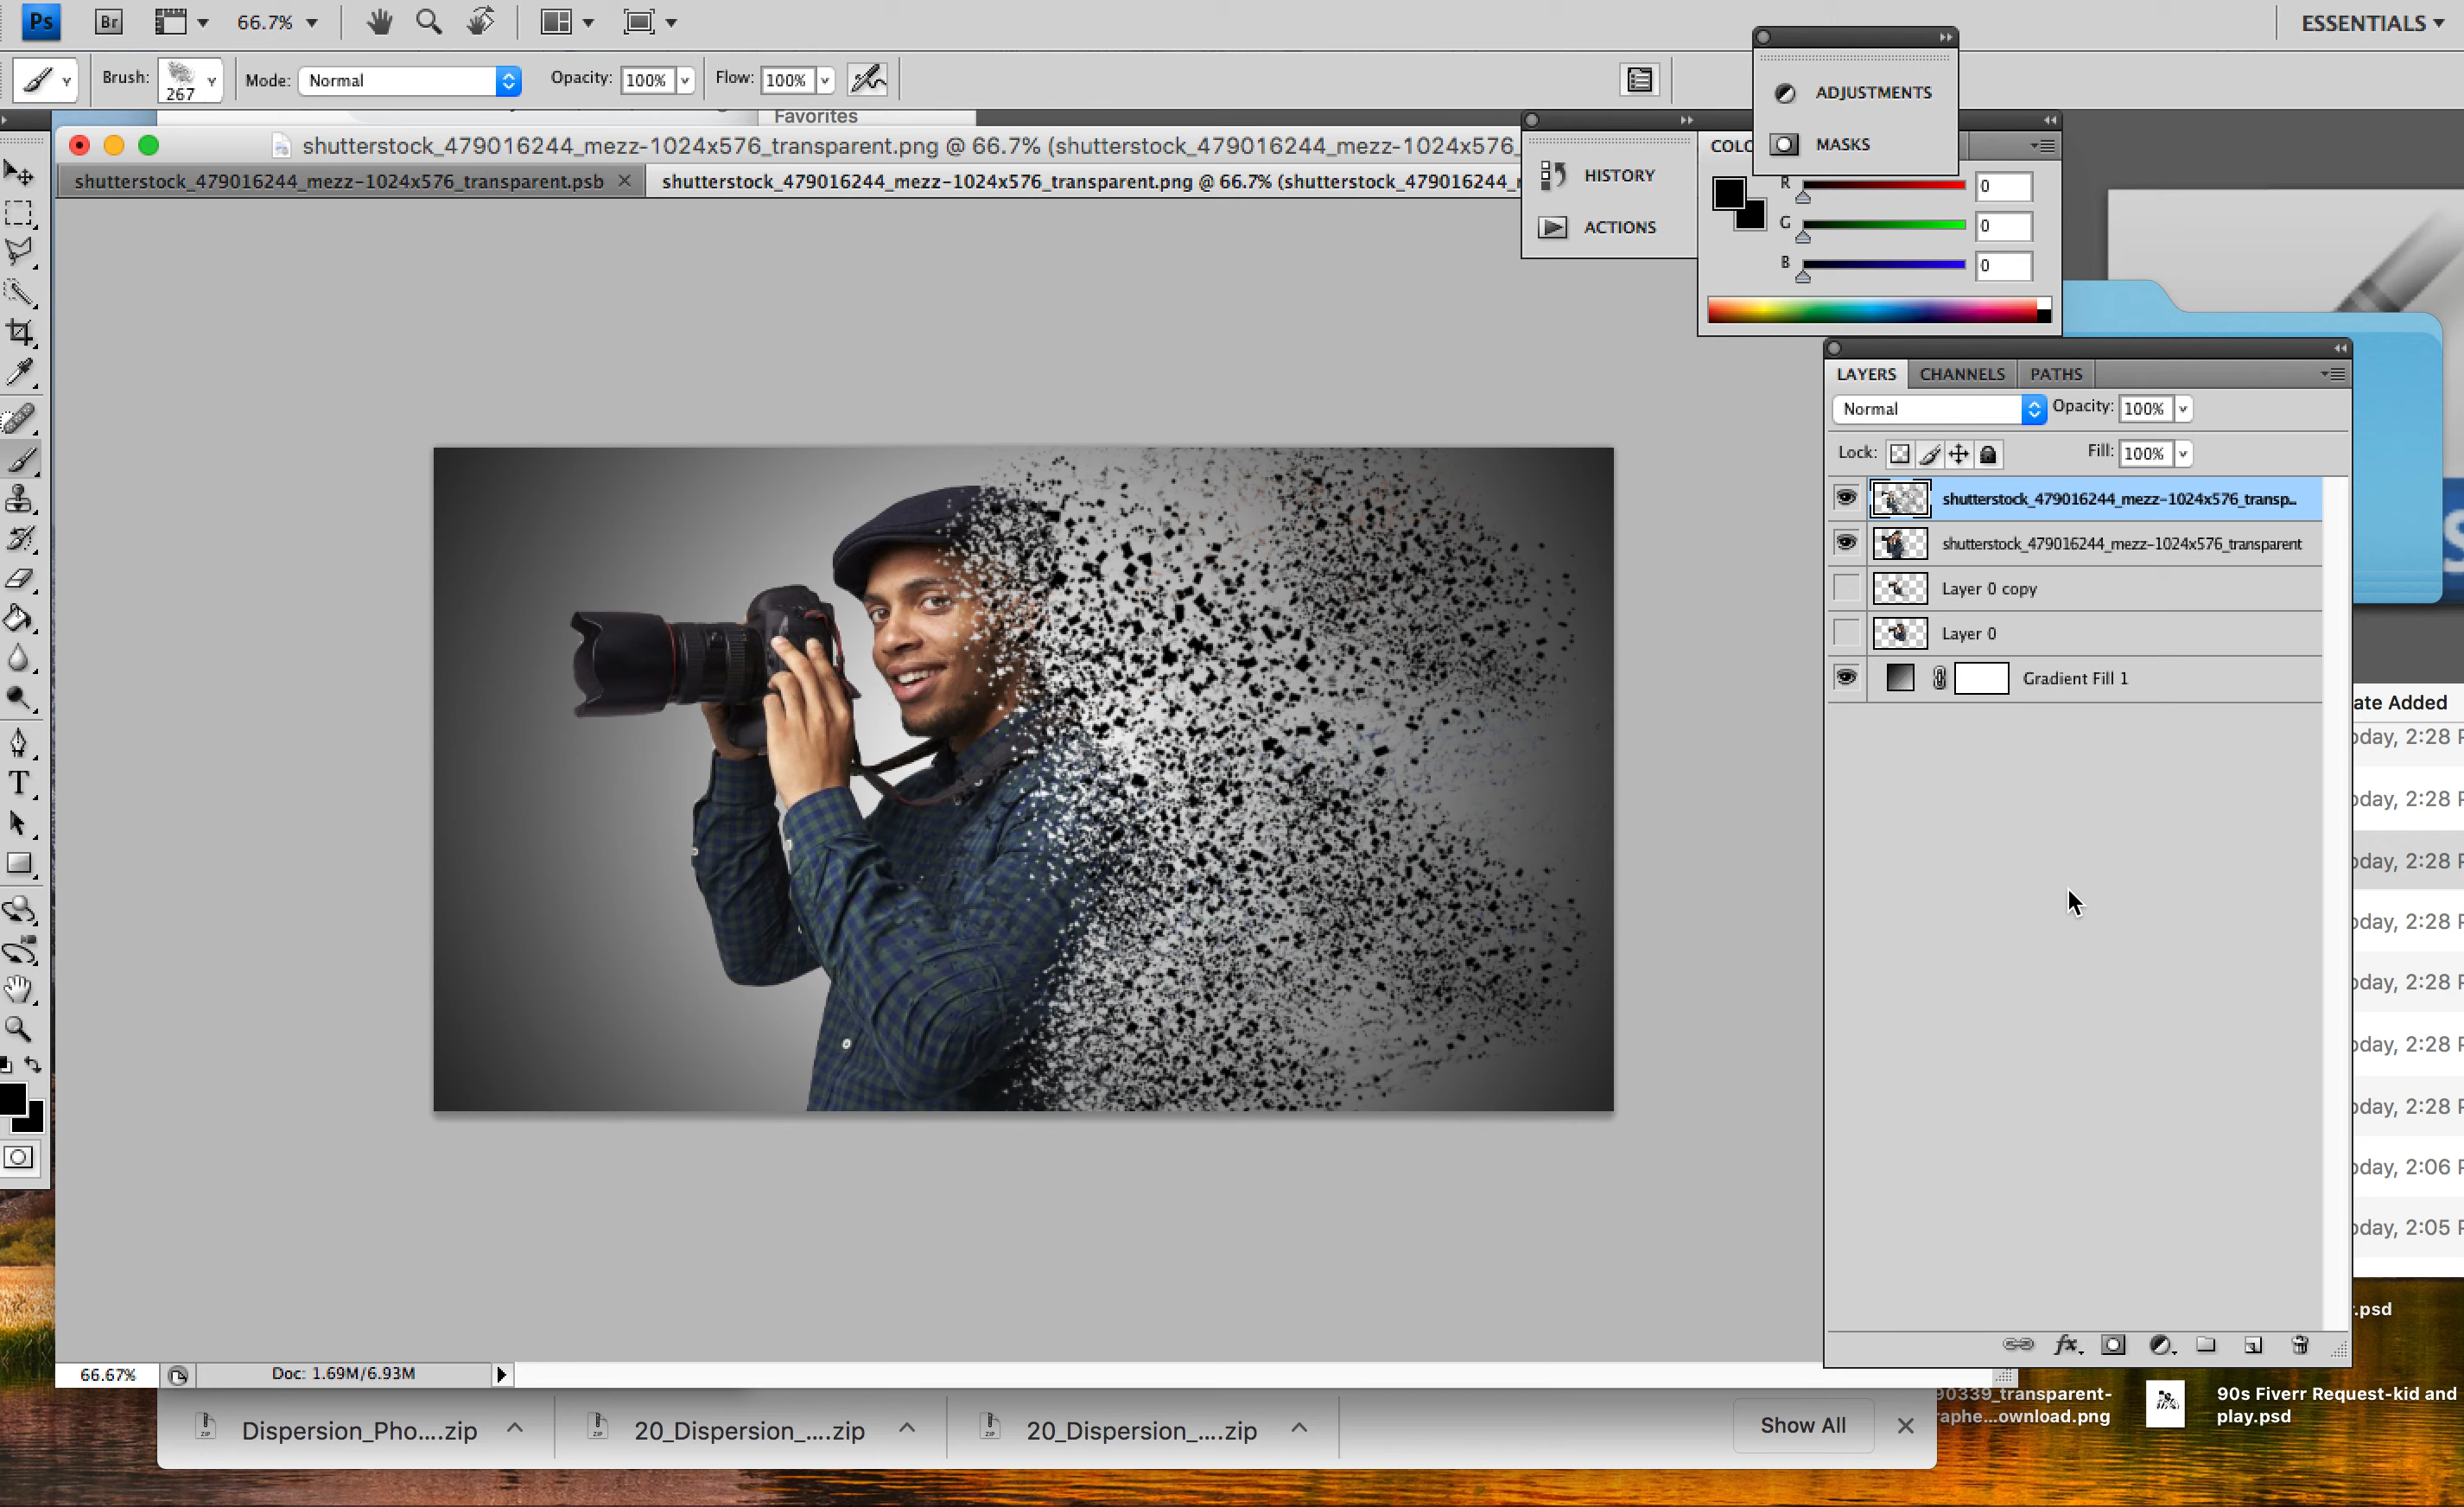 Ps Br 66.7% ESSENTIALS
Brush: 267 Mode: Normal Opacity: 100% Flow: 100%
Favorites
shutterstock_479016244_mezz-1024x576_transparent.png @ 66.7% (shutterstock_479016244_mezz-1024x576_
shutterstock_479016244_mezz-1024x576_transparent.psb
shutterstock_479016244_mezz-1024x576_transparent.png @ 66.7% (shutterstock_479016244_
ADJUSTMENTS
MASKS
HISTORY
ACTIONS
COLO
R 0
G 0
B 0
LAYERS CHANNELS PATHS
Normal Opacity: 100%
Lock: Fill: 100%
shutterstock_479016244_mezz-1024x576_transp...
shutterstock_479016244_mezz-1024x576_transparent
Layer 0 copy
Layer 0
Gradient Fill 1
fx
T
ate Added
oday, 2:28 P
oday, 2:28 P
oday, 2:28 P
oday, 2:28 P
oday, 2:28 P
oday, 2:28 P
oday, 2:28 P
oday, 2:06 P
oday, 2:05 P
.psd
66.67% Doc: 1.69M/6.93M
Dispersion_Pho....zip
20_Dispersion_....zip
20_Dispersion_....zip
Show All
90339_transparent-
raphe...ownload.png
90s Fiverr Request-kid and
play.psd